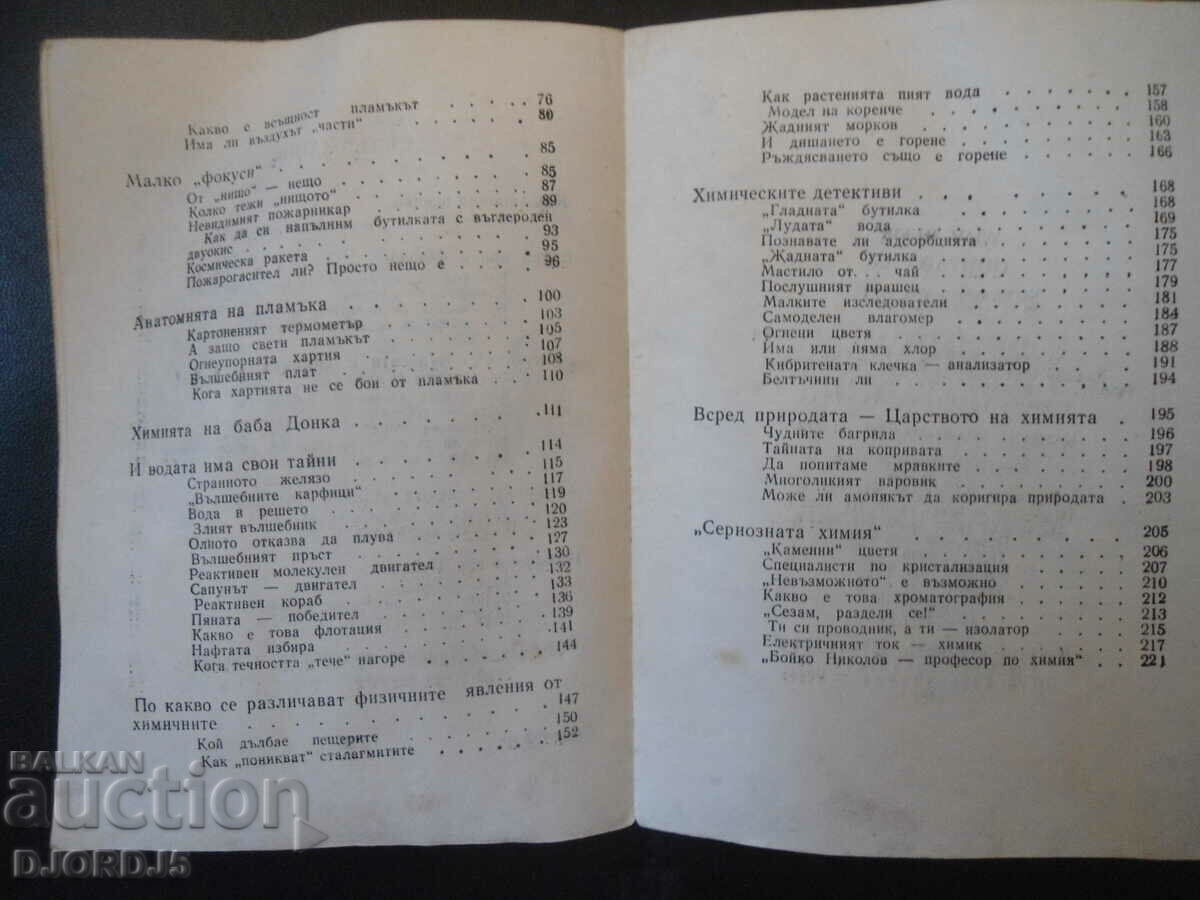 Какво е всъщност пламъкът . . . . . 76
Има ли въздухът „части“ . . . . . . 80
Малко „фокуси“ . . . . . . . . . . 85
От „нищо“ — нещо . . . . . . . . 85
Колко тежи „нищото“ . . . . . . . 87
Невидимият пожарникар . . . . . . 89
Как да си напълним бутилката с въглероден
двуокис . . . . . . . . . . . 93
Космическа ракета . . . . . . . . 95
Пожарогасител ли? Просто нещо е . . . . 96
Анатомията на пламъка . . . . . . . . 100
Картоненият термометър . . . . . . 103
А защо свети пламъкът . . . . . . 105
Огнеупорната хартия . . . . . . . 107
Вълшебният плат . . . . . . . . 108
Кога хартията не се бои от пламъка . . . 110
Химията на баба Донка . . . . . . . . 111
И водата има свои тайни . . . . . . . 114
Странното желязо . . . . . . . . 115
„Вълшебните карфици“ . . . . . . . 117
Вода в решето . . . . . . . . . 119
Злият вълшебник . . . . . . . . 120
Олиото отказва да плува . . . . . . 123
Вълшебният пръст . . . . . . . . 127
Реактивен молекулен двигател . . . . . 130
Сапунът — двигател . . . . . . . 132
Реактивен кораб . . . . . . . . 133
Пяната — победител . . . . . . . 136
Какво е това флотация . . . . . . . 139
Нафтата избира . . . . . . . . . 141
Кога течността „тече“ нагоре . . . . . 144
По какво се различават физичните явления от
химичните . . . . . . . . . . . . 147
Кой дълбае пещерите . . . . . . . 150
Как „поникват“ сталагмитите . . . . . 152
Как растенията пият вода . . . . . . 157
Модел на коренче . . . . . . . . 158
Жадният морков . . . . . . . . . 160
И дишането е горене . . . . . . . 163
Ръждясването също е горене . . . . . 166
Химическите детективи . . . . . . . . 168
„Гладната“ бутилка . . . . . . . . 168
„Лудата“ вода . . . . . . . . . 169
Познавате ли адсорбцията . . . . . . 175
„Жадната“ бутилка . . . . . . . . 175
Мастило от. . . чай . . . . . . . 177
Послушният прашец . . . . . . . . 179
Малките изследователи . . . . . . . 181
Самоделен влагомер . . . . . . . . 184
Огнени цветя . . . . . . . . . . 187
Има или няма хлор . . . . . . . . 188
Кибритената клечка — анализатор . . . . 191
Белтъчини ли . . . . . . . . . . 194
Всред природата — Царството на химията . 195
Чудните багрила . . . . . . . . . 196
Тайната на копривата . . . . . . . 197
Да попитаме мравките . . . . . . . 198
Многоликият варовик . . . . . . . 200
Може ли амонякът да коригира природата . 203
„Сериозната химия“ . . . . . . . . . 205
„Каменни“ цветя . . . . . . . . . 206
Специалисти по кристализация . . . . . 207
„Невъзможното“ е възможно . . . . . 210
Какво е това хроматография . . . . . 212
„Сезам, раздели се!“ . . . . . . . 213
Ти си проводник, а ти — изолатор . . . . 215
Електричният ток — химик . . . . . . 217
„Бойко Николов — професор по химия“ . . 221
BALKAN
auction
DJORDJ5